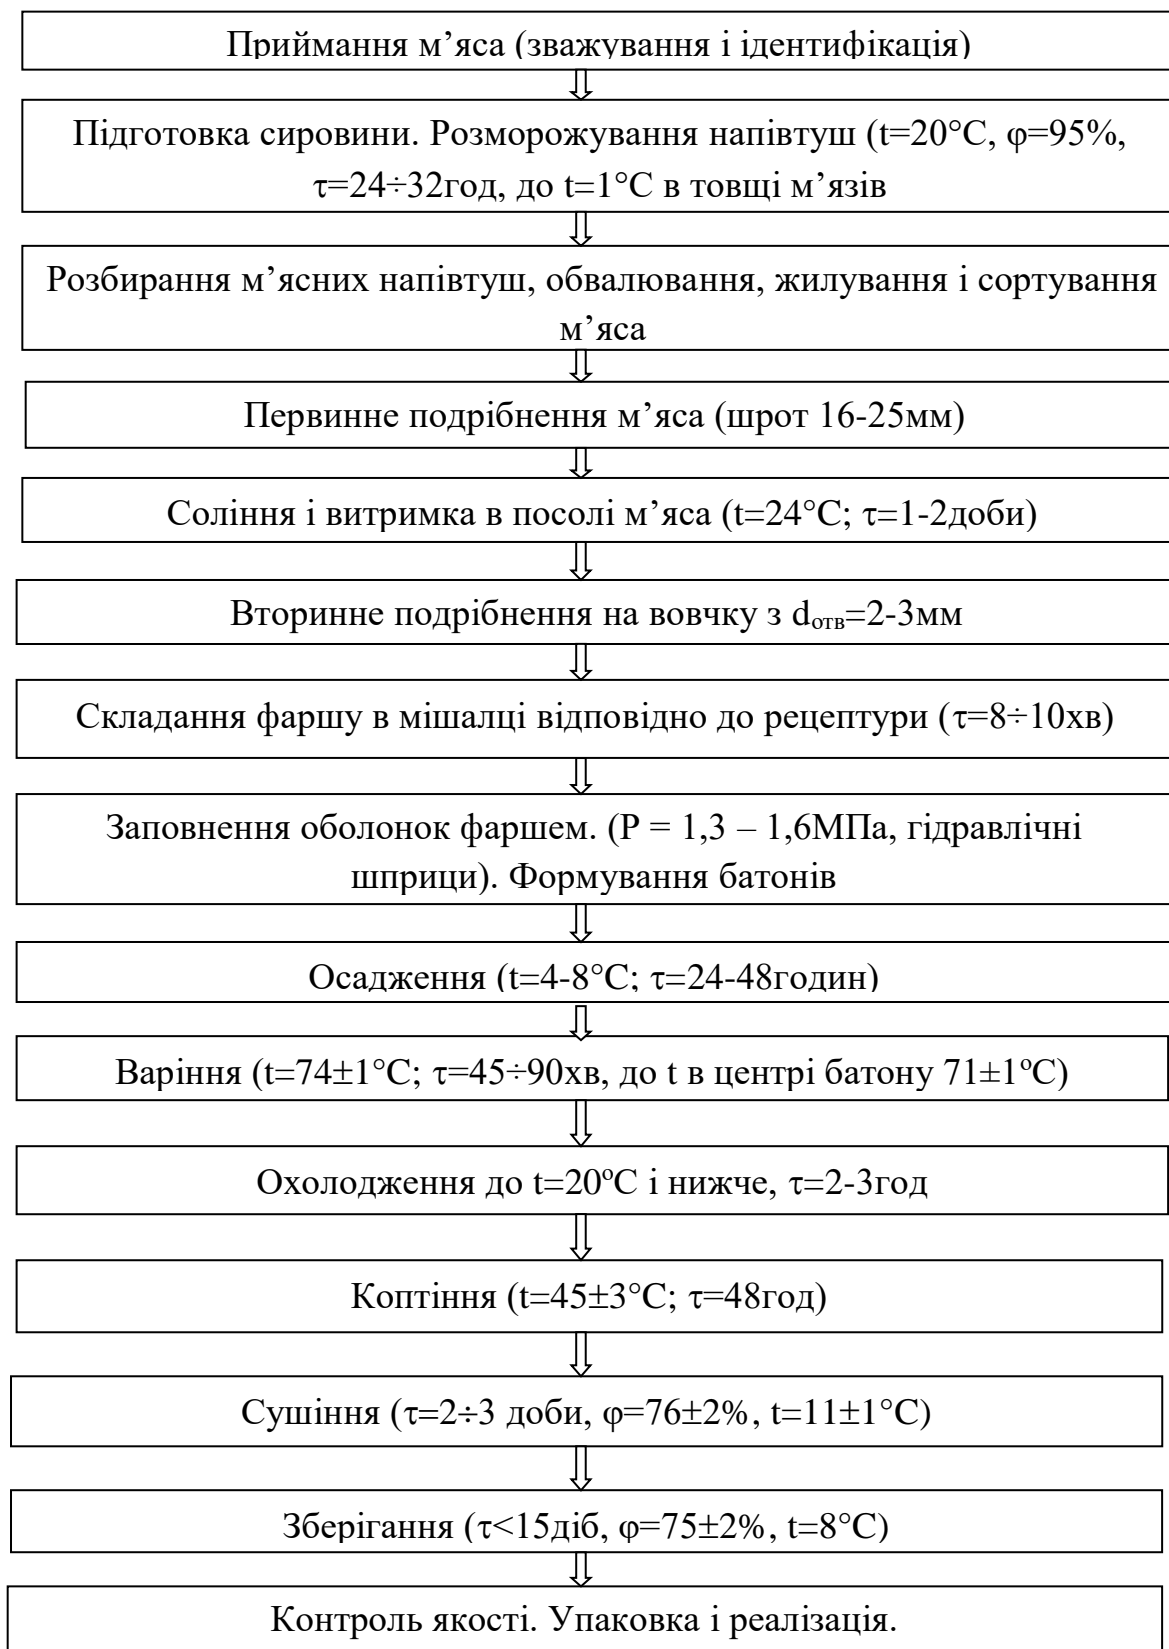 Приймання м’яса (зважування і ідентифікація)
Підготовка сировини. Розморожування напівтуш (t=20°C, φ=95%,
τ=24÷32год, до t=1°C в товщі м’язів
Розбирання м’ясних напівтуш, обвалювання, жилування і сортування
м’яса
Первинне подрібнення м’яса (шрот 16-25мм)
Соління і витримка в посолі м’яса (t=24°C; τ=1-2доби)
Вторинне подрібнення на вовчку з dотв=2-3мм
Складання фаршу в мішалці відповідно до рецептури (τ=8÷10хв)
Заповнення оболонок фаршем. (P = 1,3 – 1,6МПа, гідравлічні
шприци). Формування батонів
Осадження (t=4-8°C; τ=24-48годин)
Варіння (t=74±1°C; τ=45÷90хв, до t в центрі батону 71±1ºC)
Охолодження до t=20ºC і нижче, τ=2-3год
Коптіння (t=45±3°C; τ=48год)
Сушіння (τ=2÷3 доби, φ=76±2%, t=11±1°C)
Зберігання (τ<15діб, φ=75±2%, t=8°C)
Контроль якості. Упаковка і реалізація.